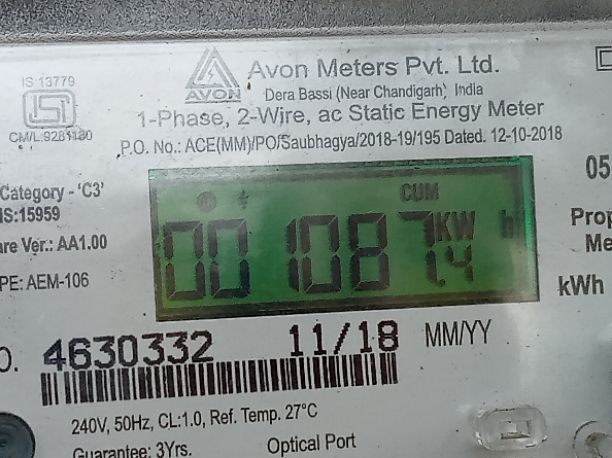 IS:13779
ISI
CM/L.9281180
AVON
Avon Meters Pvt. Ltd.
Dera Bassi (Near Chandigarh) India
1-Phase, 2-Wire, ac Static Energy Meter
P.O. No.: ACE(MM)/PO/Saubhagya/2018-19/195 Dated. 12-10-2018
Category - 'C3'
IS:15959
are Ver.: AA1.00
PE: AEM-106
CUM
001087.4 KW h
05
Prop
Me
kWh
O. 4630332 11/18 MM/YY
240V, 50Hz, CL:1.0, Ref. Temp. 27°C
Guarantee: 3Yrs. Optical Port